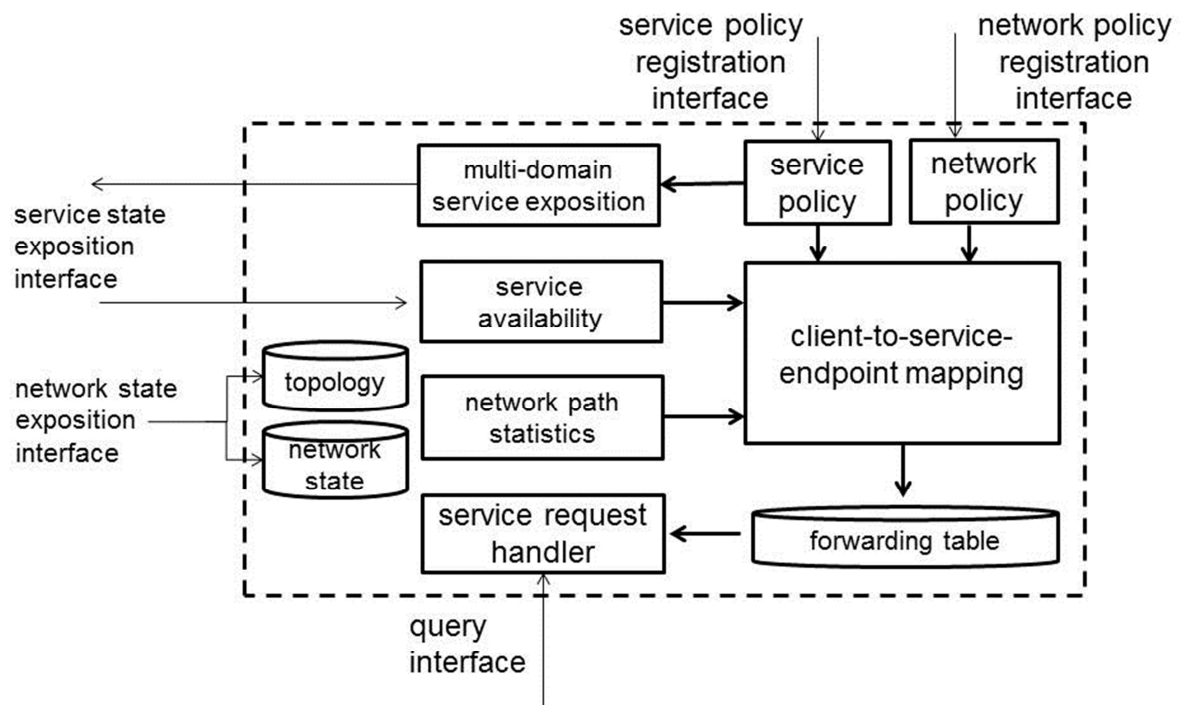 service policy
registration
interface
network policy
registration
interface
multi-domain
service exposition
service
policy
network
policy
service state
exposition
interface
service
availability
client-to-service-
endpoint mapping
topology
network state
exposition
interface
network path
statistics
network
state
service request
handler
forwarding table
query
interface